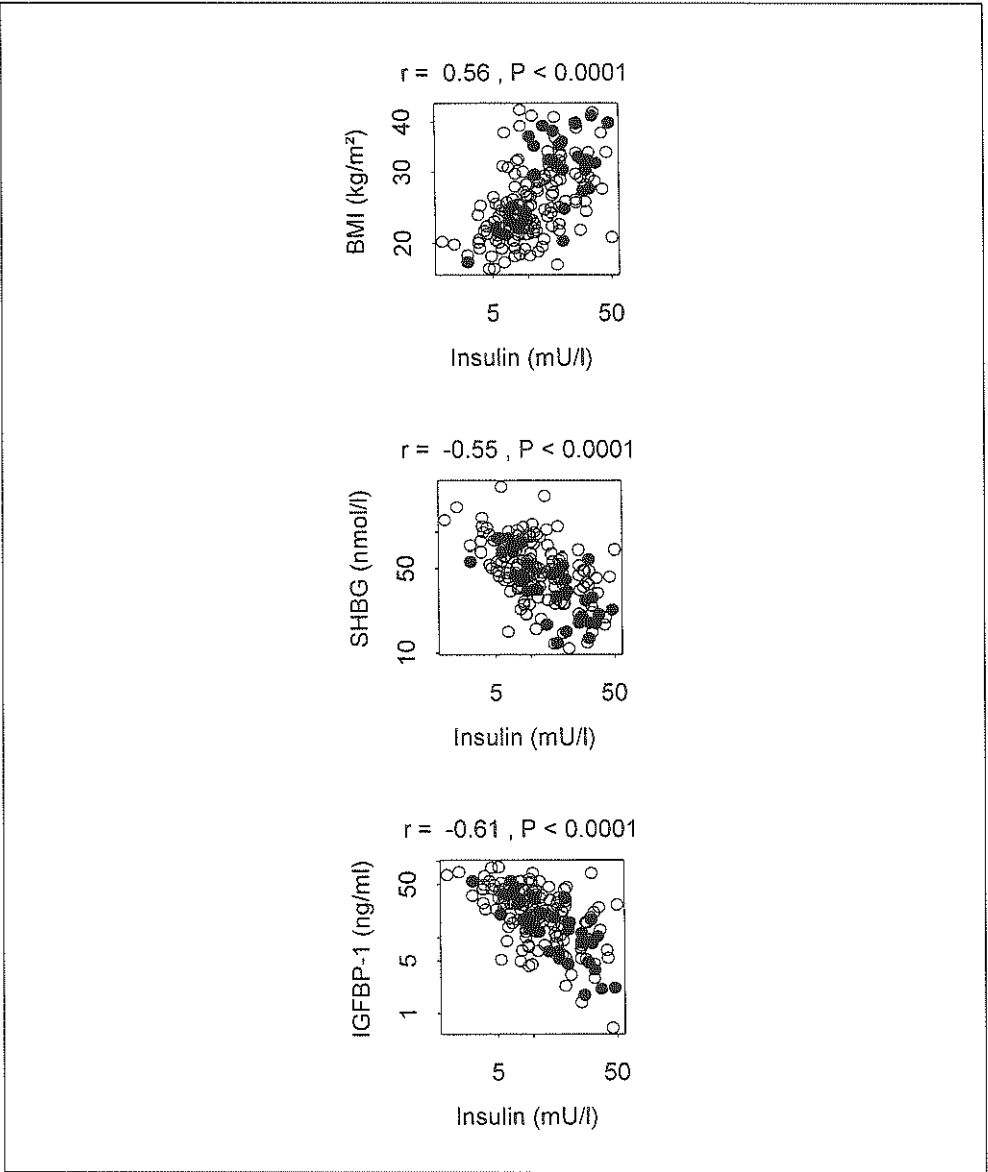 r = 0.56 , P < 0.0001
BMI (kg/m²)
40
30
20
5 50
Insulin (mU/l)
r = -0.55 , P < 0.0001
SHBG (nmol/l)
50
10
5 50
Insulin (mU/l)
r = -0.61 , P < 0.0001
IGFBP-1 (ng/ml)
50
5
1
5 50
Insulin (mU/l)